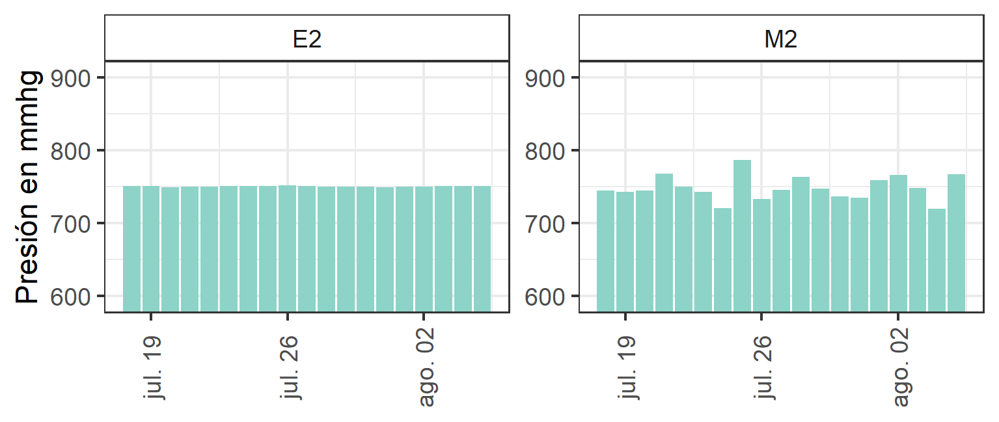 E2
M2
Presión en mmhg
900
800
700
600
900
800
700
600
jul. 19
jul. 26
ago. 02
jul. 19
jul. 26
ago. 02